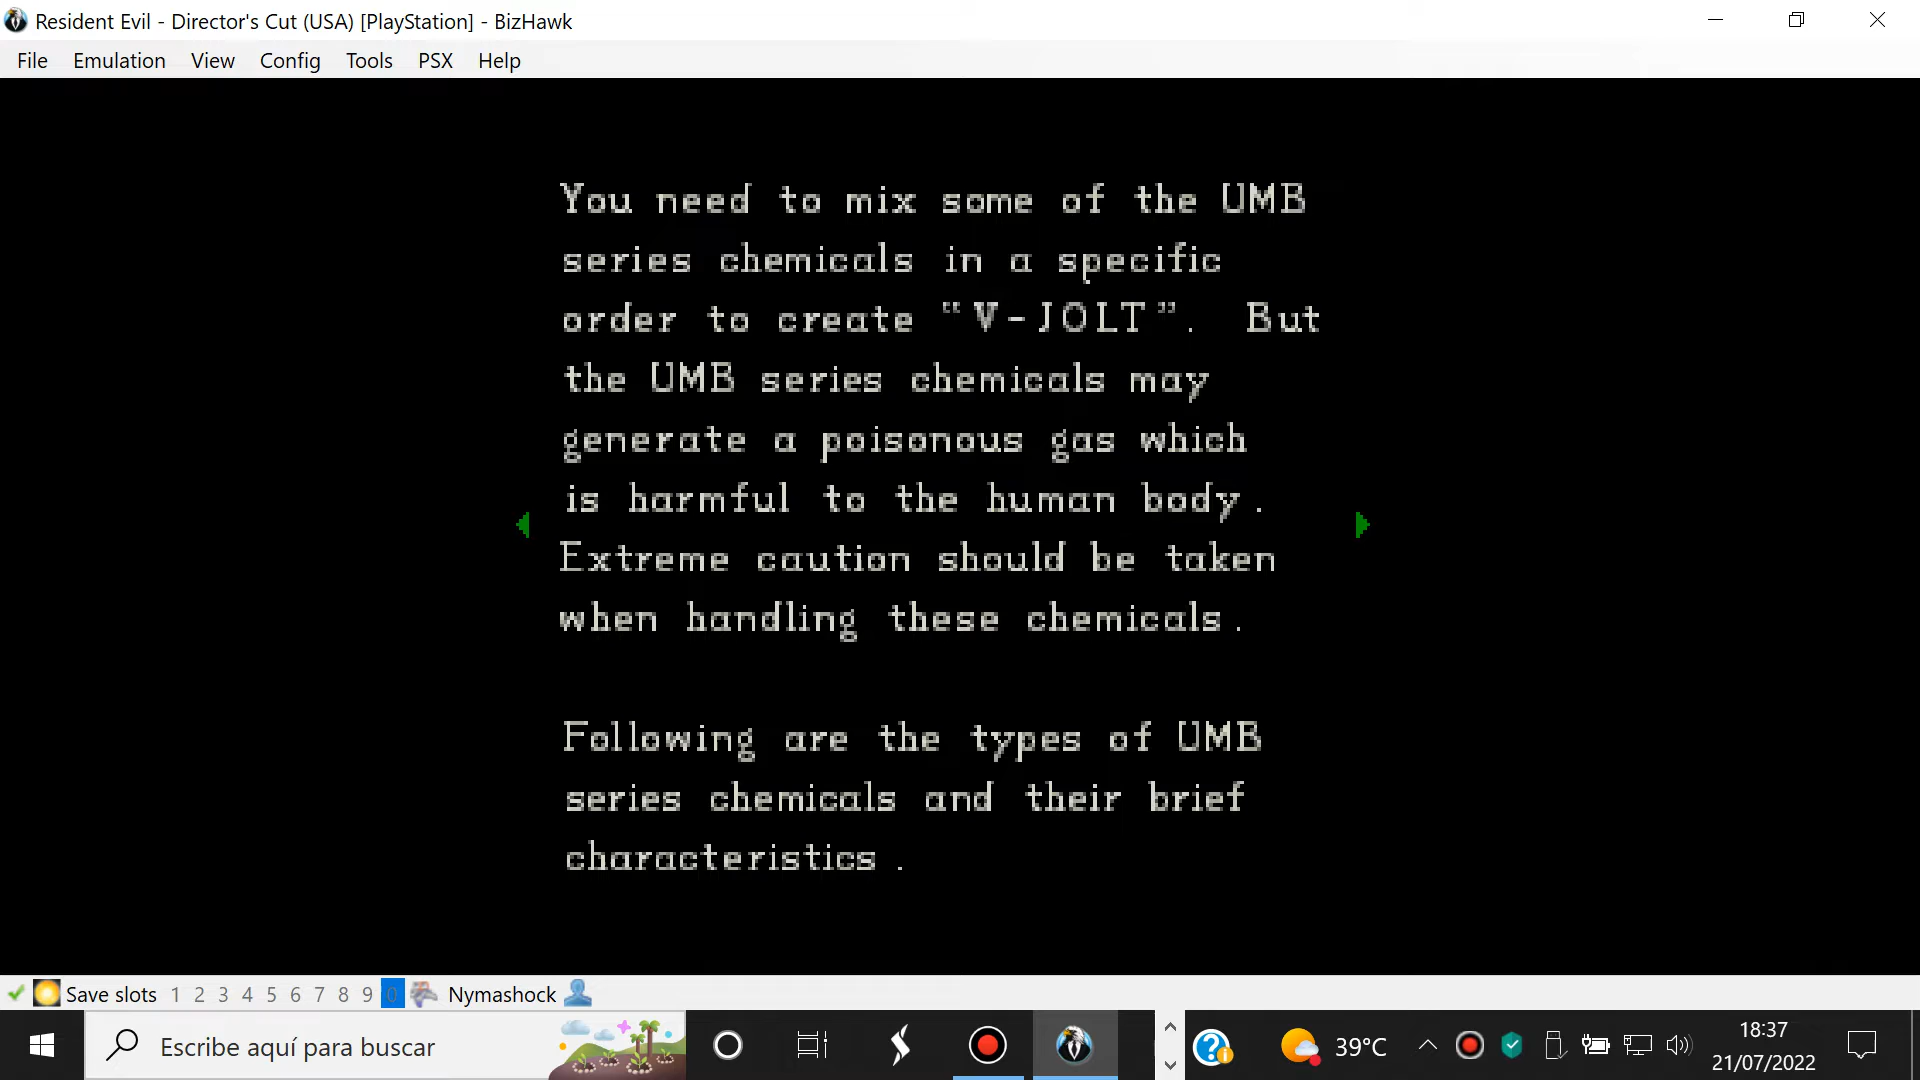 Resident Evil - Director's Cut (USA) [PlayStation] - BizHawk
File Emulation View Config Tools PSX Help
You need to mix some of the UMB
series chemicals in a specific
order to create "V-JOLT". But
the UMB series chemicals may
generate a poisonous gas which
is harmful to the human body.
Extreme caution should be taken
when handling these chemicals.
Following are the types of UMB
series chemicals and their brief
characteristics.
Save slots 1 2 3 4 5 6 7 8 9 0 Nymashock
Escribe aquí para buscar
39°C
18:37
21/07/2022